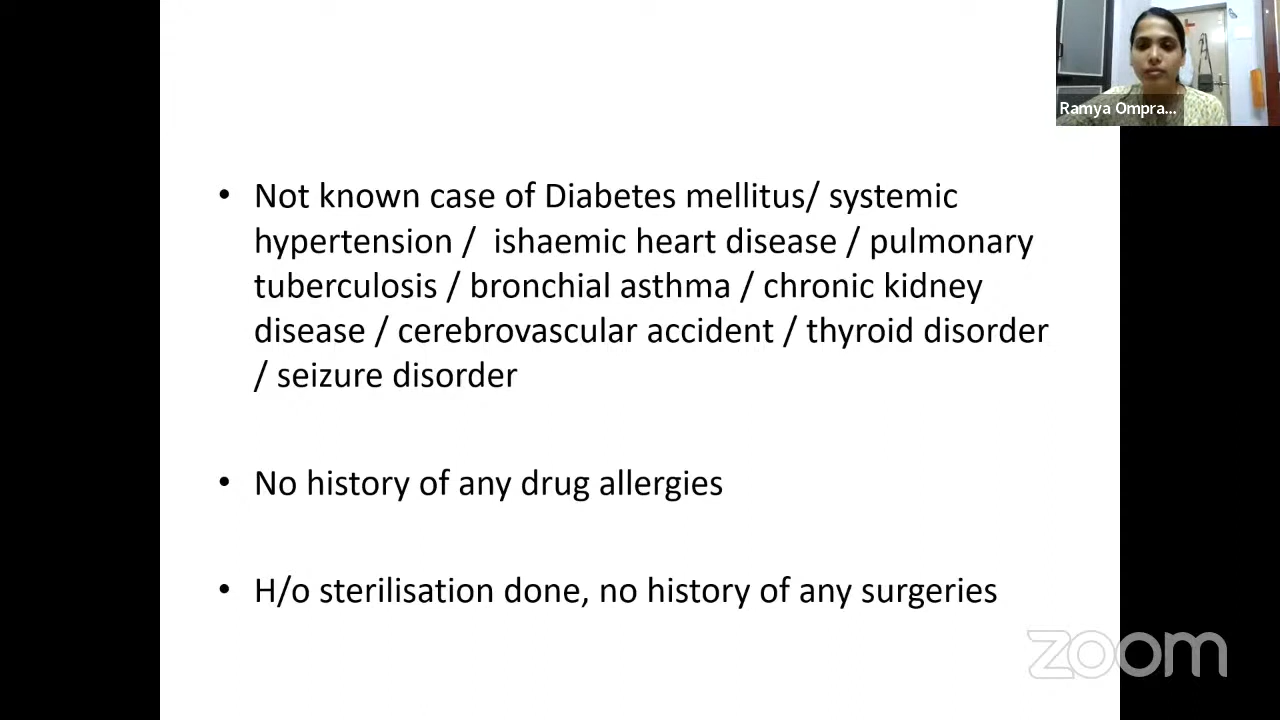 Ramya Ompra...
• Not known case of Diabetes mellitus/ systemic
hypertension /  ishaemic heart disease / pulmonary
tuberculosis / bronchial asthma / chronic kidney
disease / cerebrovascular accident / thyroid disorder
/ seizure disorder
• No history of any drug allergies
• H/o sterilisation done, no history of any surgeries
zoom